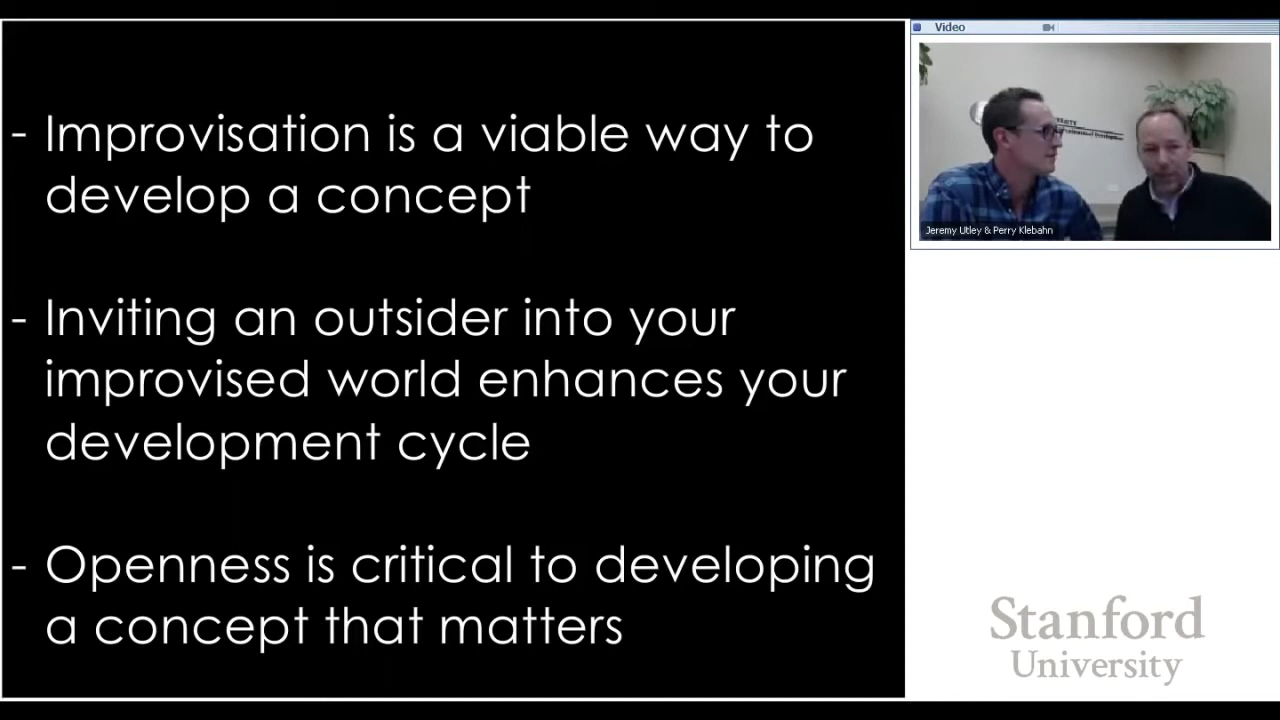 - Improvisation is a viable way to
develop a concept
- Inviting an outsider into your
improvised world enhances your
development cycle
- Openness is critical to developing
a concept that matters
Video
Jeremy Utley & Perry Klebahn
Stanford
University